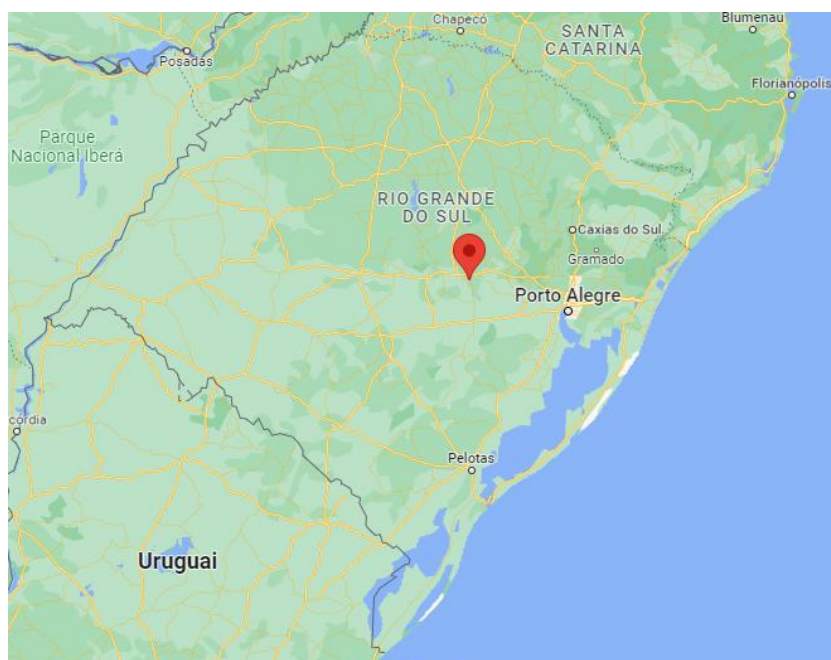 Chapecó
Blumenau
SANTA
CATARINA
Posadas
Florianópolis
Parque
Nacional Iberá
RIO GRANDE
DO SUL
Caxias do Sul
Gramado
Porto Alegre
córdia
Pelotas
Uruguai